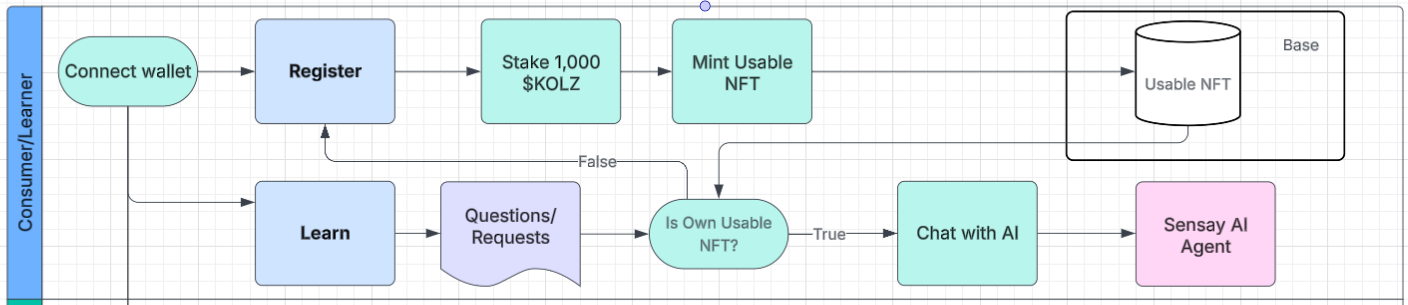 Consumer/Learner
Connect wallet
Register
Stake 1,000
$KOLZ
Mint Usable
NFT
Usable NFT
Base
False
Learn
Questions/
Requests
Is Own Usable
NFT?
True
Chat with AI
Sensay AI
Agent